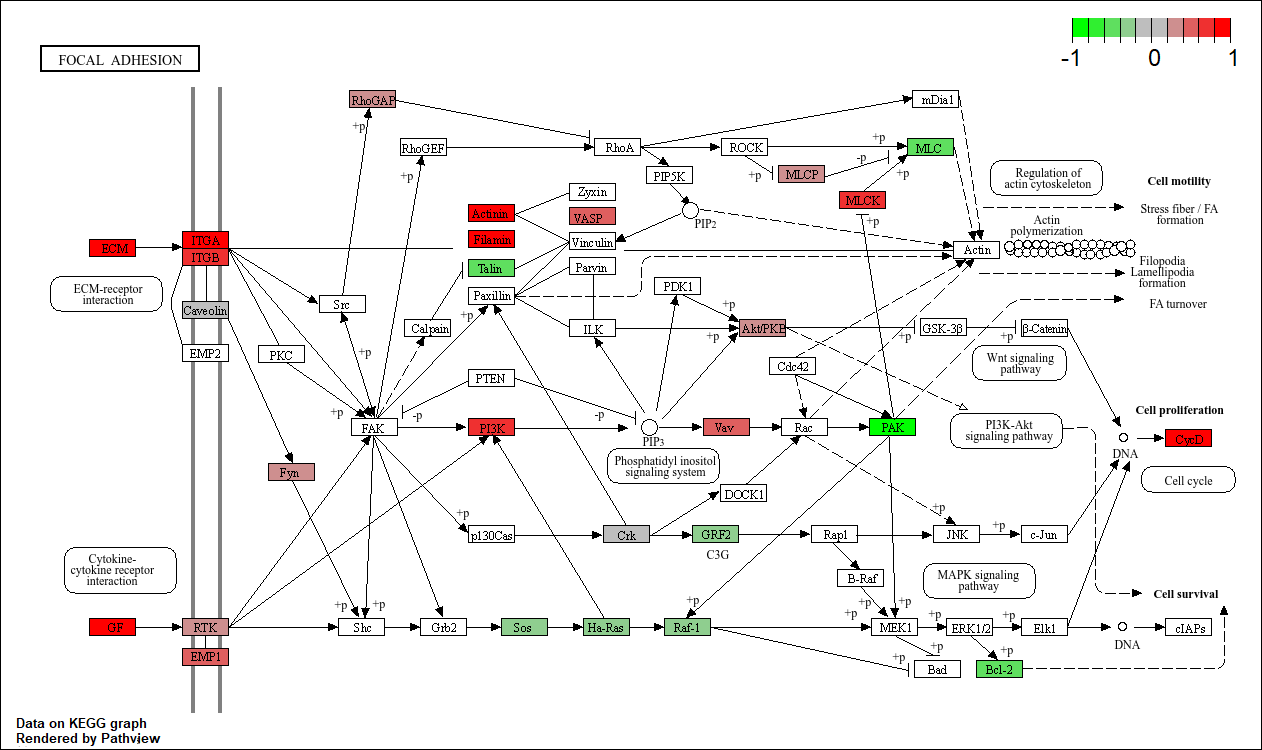 -1 0 1
FOCAL ADHESION
RhoGAP
mDia1
+p
RhoGEF
RhoA
ROCK
+p
MLC
-p
+p
PIP5K
+p
MLCP
+p
Regulation of
actin cytoskeleton
Cell motility
Zyxin
MLCK
+p
Actinin
VASP
PIP2
Stress fiber / FA
formation
Actin
polymerization
ECM
ITGA
ITGB
Filamin
Vinculin
Actin
Talin
Parvin
Filopodia
Lamellipodia
formation
ECM-receptor
interaction
PDK1
Paxillin
Caveolin
Src
+p
+p
FA turnover
Calpain
ILK
+p
Akt/PKB
GSK-3β
+p
+p
β-Catenin
EMP2
PKC
+p
Cdc42
Wnt signaling
pathway
PTEN
+p
-p
-p
Cell proliferation
FAK
PI3K
PIP3
Vav
Rac
PAK
PI3K-Akt
signaling pathway
CycD
DNA
Phosphatidyl inositol
signaling system
Fyn
Cell cycle
DOCK1
+p
+p
p130Cas
Crk
GRF2
Rap1
JNK
+p
c-Jun
C3G
Cytokine-
cytokine receptor
interaction
B-Raf
MAPK signaling
pathway
Cell survival
+p
+p
+p
+p
+p
+p
+p
+p
GF
RTK
Shc
Grb2
Sos
Ha-Ras
Raf-1
MEK1
ERK1/2
Elk1
cIAPs
DNA
+p
+p
+p
EMP1
Bad
Bcl-2
Data on KEGG graph
Rendered by Pathview